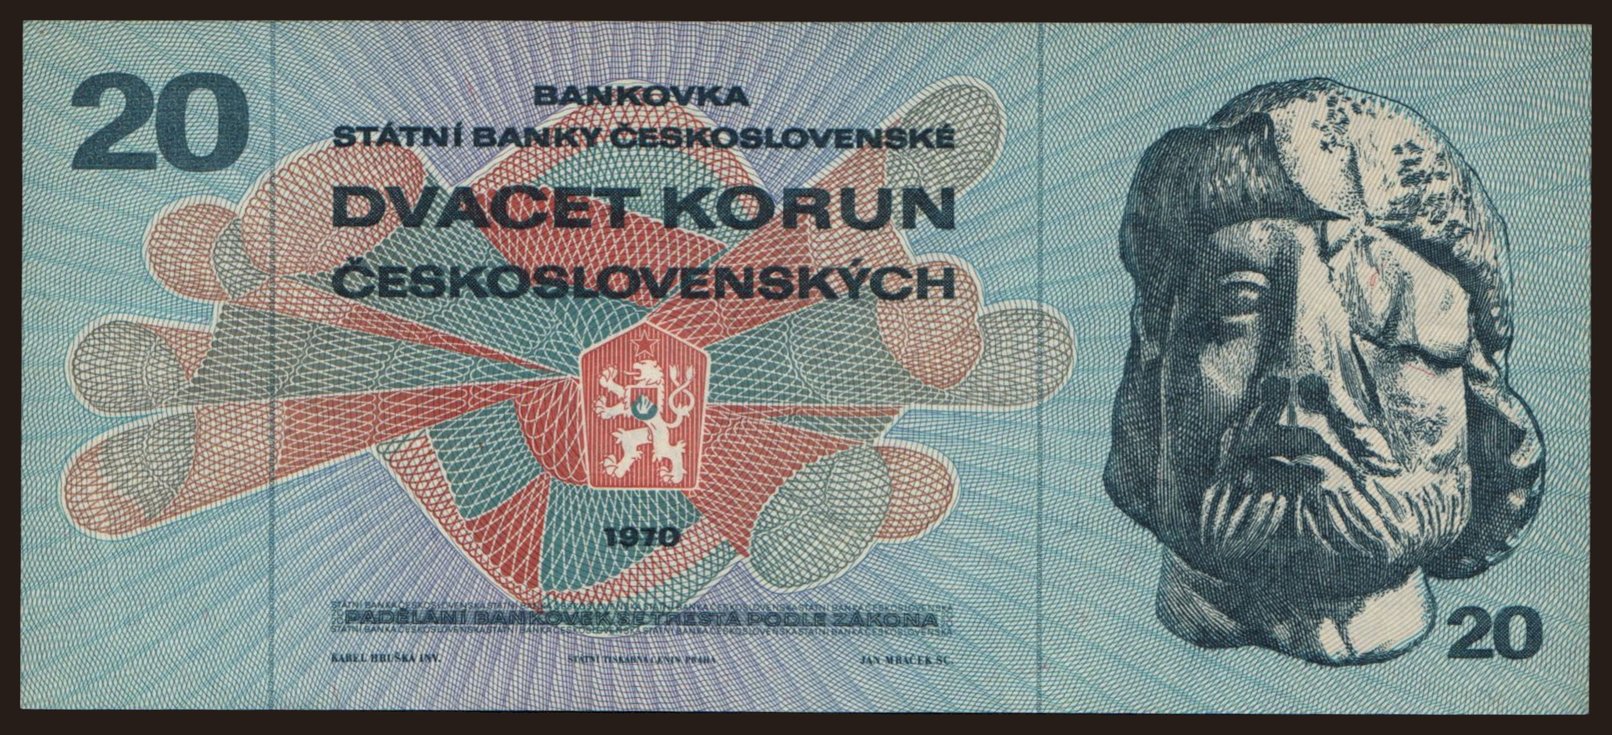 20
BANKOVKA
STÁTNÍ BANKY ČESKOSLOVENSKÉ
DVACET KORUN
ČESKOSLOVENSKÝCH
1970
PADĚLÁNÍ BANKOVEK SE TRESTÁ PODLE ZÁKONA
KAREL HRUŠKA INV.
STÁTNÍ TISKÁRNA CENIN PRAHA
JAN MRÁČEK SC.
20